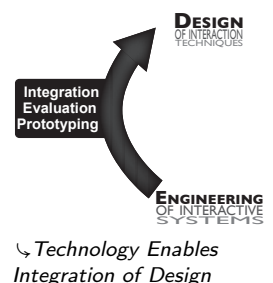 DESIGN
OF INTERACTION
TECHNIQUES
Integration
Evaluation
Prototyping
ENGINEERING
OF INTERACTIVE
SYSTEMS
↳Technology Enables
Integration of Design